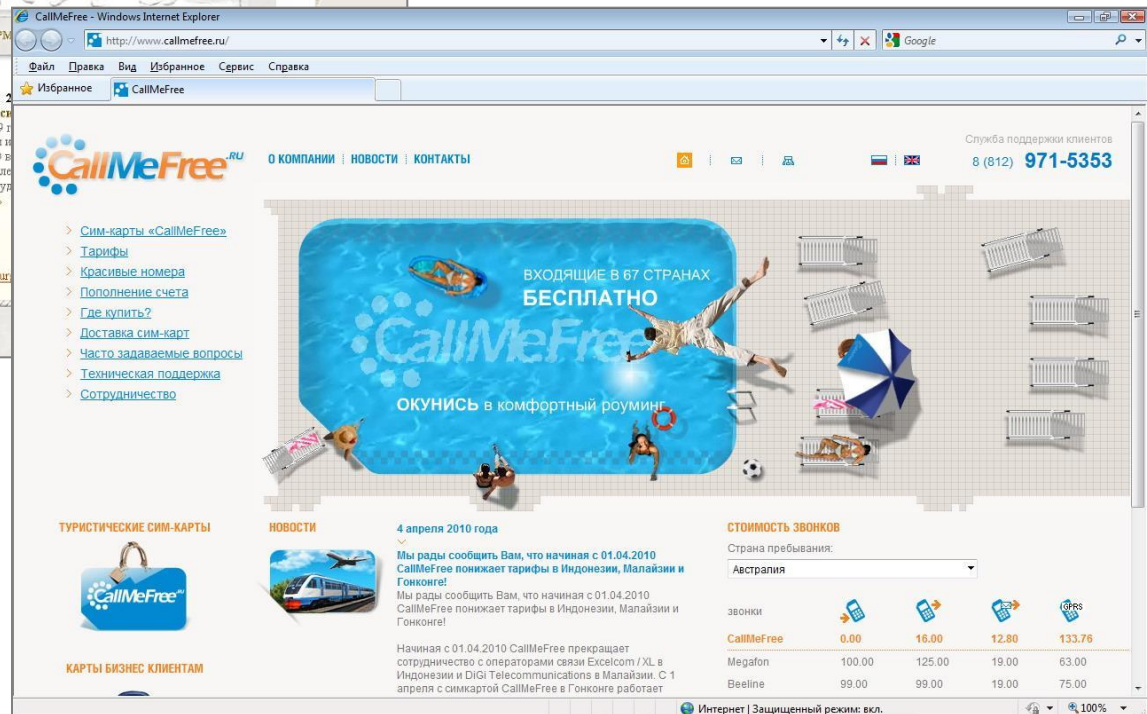 CallMeFree - Windows Internet Explorer
http://www.callmefree.ru/
Google
Файл Правка Вид Избранное Сервис Справка
Избранное
CallMeFree
CallMeFree.RU
О КОМПАНИИ НОВОСТИ КОНТАКТЫ
Служба поддержки клиентов
8 (812) 971-5353
Сим-карты «CallMeFree»
Тарифы
Красивые номера
Пополнение счета
Где купить?
Доставка сим-карт
Часто задаваемые вопросы
Техническая поддержка
Сотрудничество
ВХОДЯЩИЕ В 67 СТРАНАХ
БЕСПЛАТНО
CallMeFree
ОКУНИСЬ в комфортный роуминг
ТУРИСТИЧЕСКИЕ СИМ-КАРТЫ
CallMeFree
КАРТЫ БИЗНЕС КЛИЕНТАМ
НОВОСТИ
4 апреля 2010 года
Мы рады сообщить Вам, что начиная с 01.04.2010
CallMeFree понижает тарифы в Индонезии, Малайзии и
Гонконге!
Мы рады сообщить Вам, что начиная с 01.04.2010
CallMeFree понижает тарифы в Индонезии, Малайзии и
Гонконге!
Начиная с 01.04.2010 CallMeFree прекращает
сотрудничество с операторами связи Excelcom / XL в
Индонезии и DiGi Telecommunications в Малайзии. С 1
апреля с симкартой CallMeFree в Гонконге работает
СТОИМОСТЬ ЗВОНКОВ
Страна пребывания:
Австралия
звонки
GPRS
CallMeFree 0.00 16.00 12.80 133.76
Megafon 100.00 125.00 19.00 63.00
Beeline 99.00 99.00 19.00 75.00
Интернет | Защищенный режим: вкл.
100%